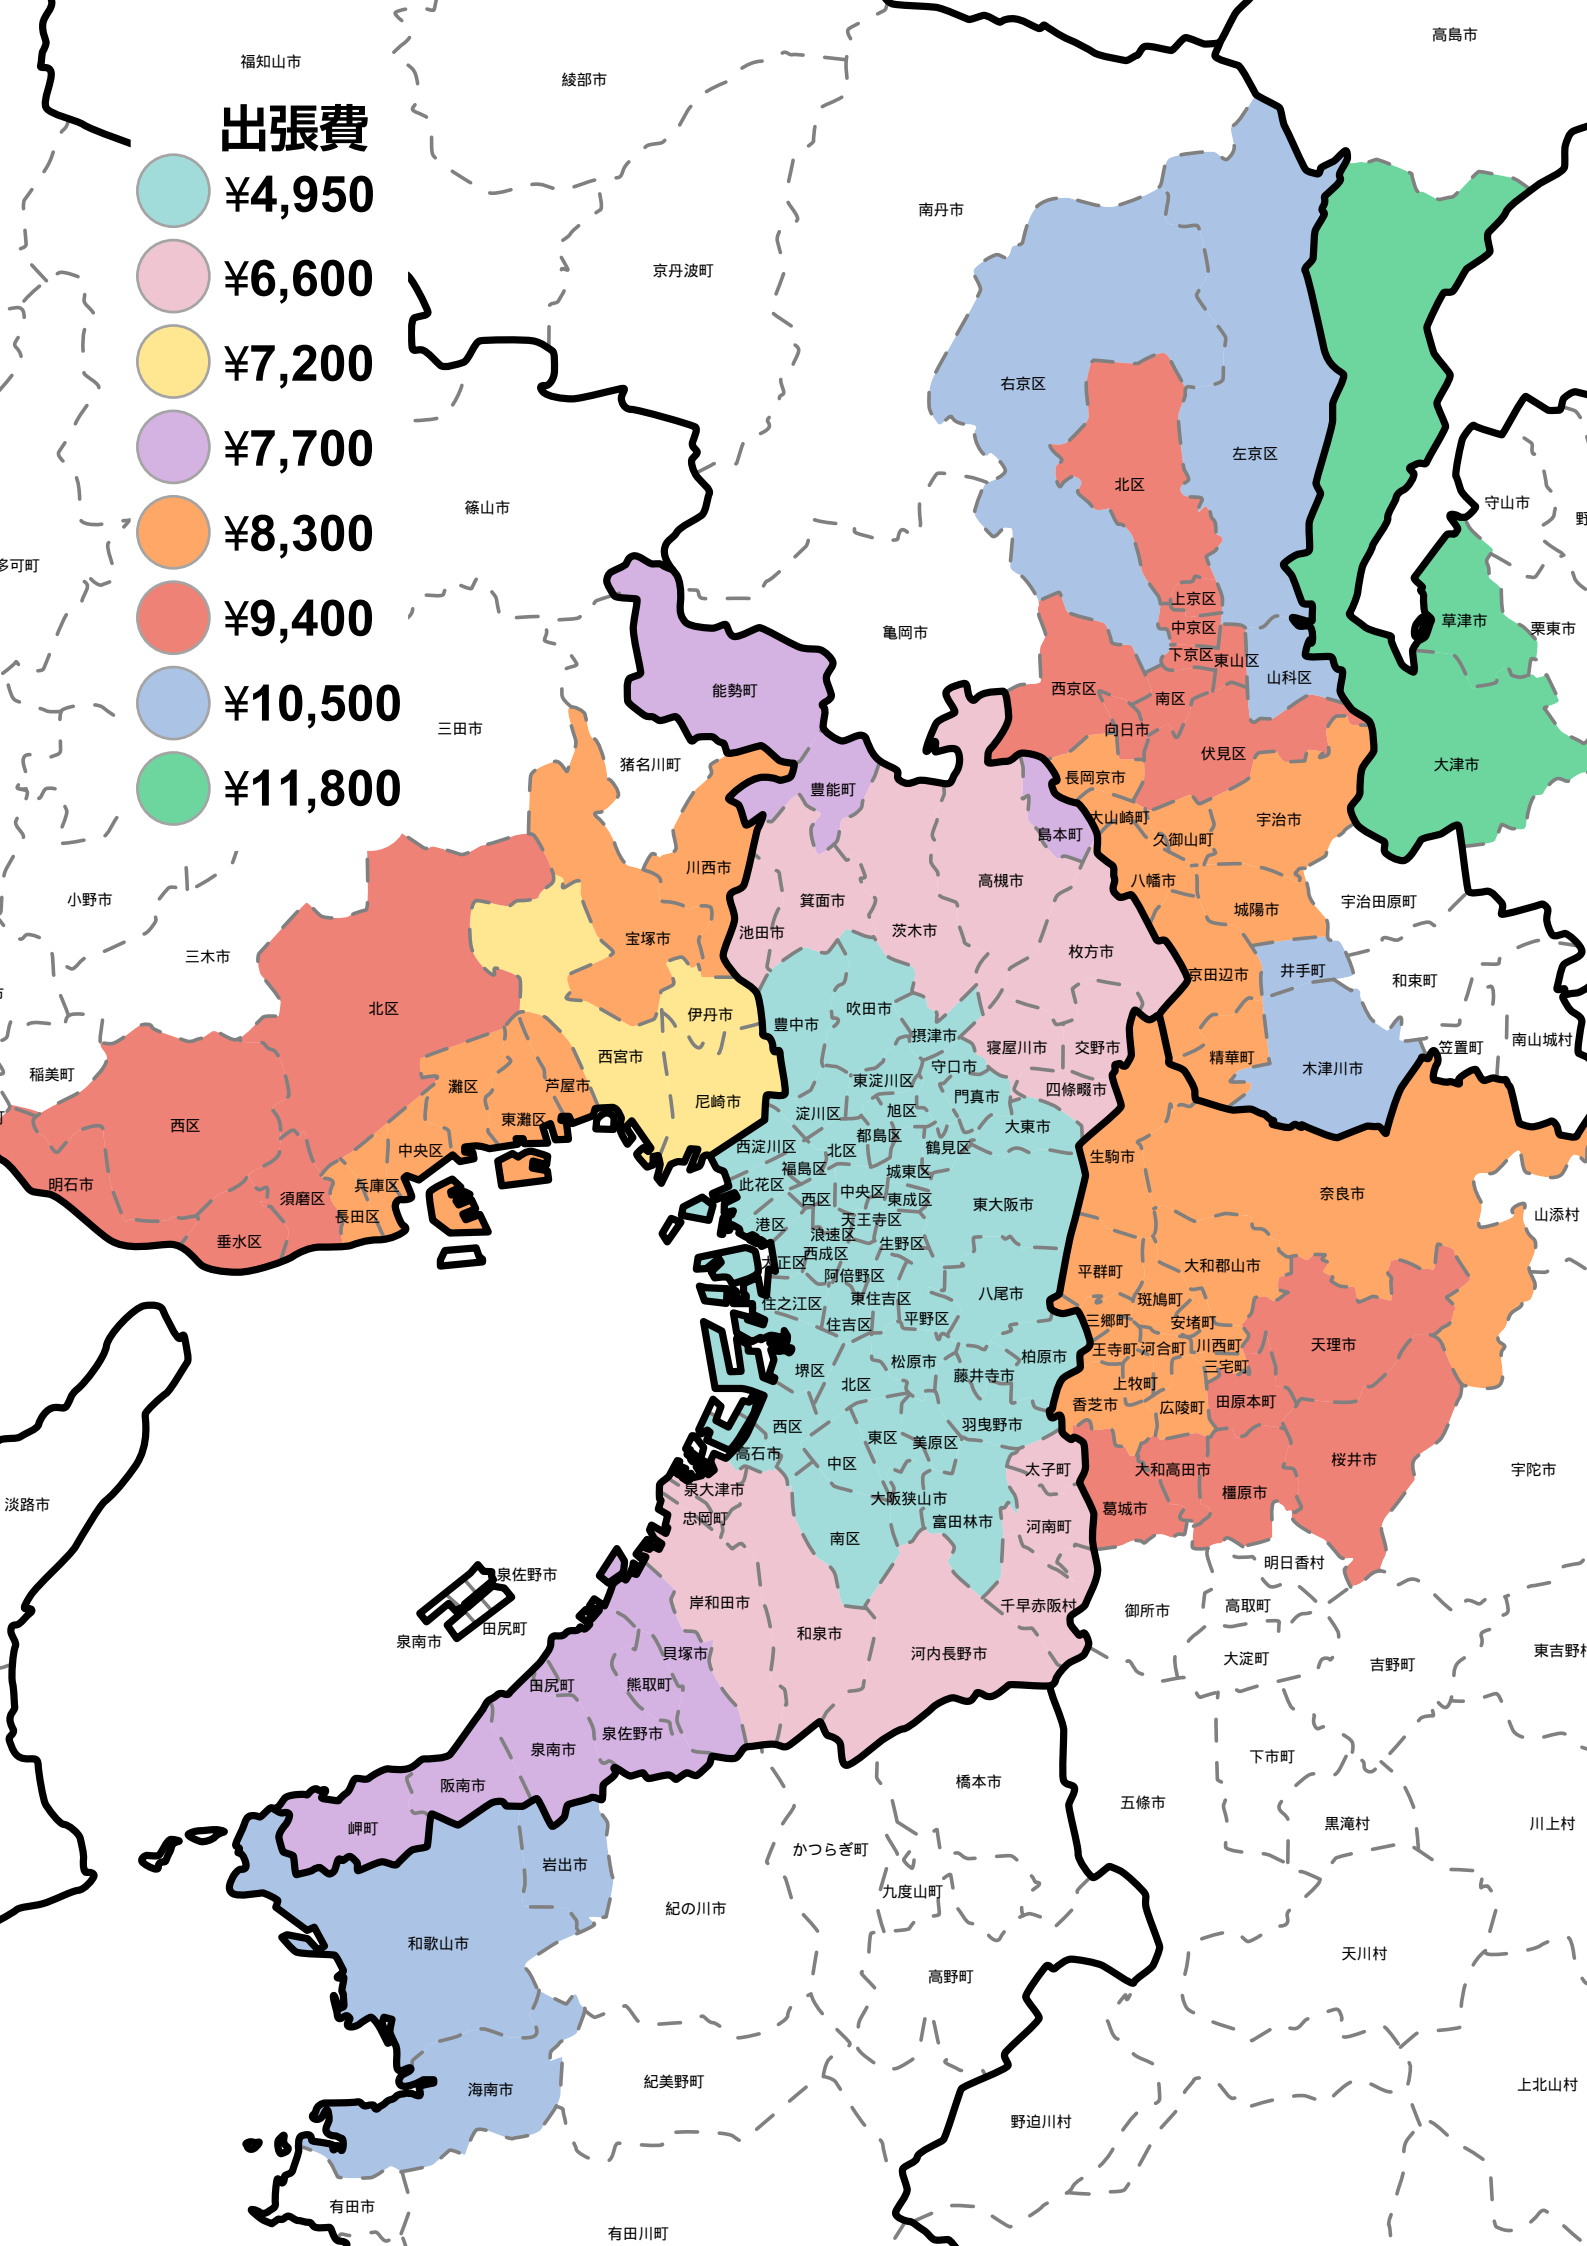 高島市
福知山市
綾部市
出張費
¥4,950
¥6,600
¥7,200
¥7,700
¥8,300
¥9,400
¥10,500
¥11,800
南丹市
京丹波町
右京区
左京区
北区
守山市
野
篠山市
多可町
上京区
草津市
栗東市
中京区
亀岡市
下京区
東山区
山科区
西京区
能勢町
南区
三田市
向日市
伏見区
猪名川町
大津市
長岡京市
豊能町
大山崎町
宇治市
島本町
久御山町
川西市
高槻市
八幡市
小野市
箕面市
宇治田原町
城陽市
池田市
茨木市
宝塚市
枚方市
三木市
京田辺市
井手町
和束町
市
北区
吹田市
伊丹市
豊中市
摂津市
南山城村
寝屋川市
交野市
笠置町
西宮市
精華町
守口市
木津川市
稲美町
東淀川区
灘区
芦屋市
四條畷市
門真市
尼崎市
淀川区
旭区
町
東灘区
西区
大東市
都島区
西淀川区
鶴見区
中央区
北区
生駒市
福島区
城東区
明石市
兵庫区
此花区
中央区
奈良市
須磨区
西区
東成区
東大阪市
長田区
山添村
天王寺区
港区
浪速区
垂水区
生野区
西成区
大正区
大和郡山市
平群町
阿倍野区
八尾市
住之江区
東住吉区
斑鳩町
平野区
三郷町
安堵町
住吉区
川西町
天理市
王寺町
河合町
柏原市
松原市
三宅町
堺区
藤井寺市
北区
上牧町
田原本町
香芝市
広陵町
西区
羽曳野市
東区
美原区
高石市
桜井市
中区
太子町
大和高田市
宇陀市
泉大津市
橿原市
大阪狭山市
淡路市
葛城市
忠岡町
富田林市
河南町
南区
明日香村
泉佐野市
岸和田市
千早赤阪村
高取町
御所市
田尻町
和泉市
泉南市
貝塚市
河内長野市
東吉野村
大淀町
吉野町
熊取町
田尻町
泉佐野市
泉南市
下市町
橋本市
阪南市
五條市
黒滝村
川上村
岬町
かつらぎ町
岩出市
九度山町
紀の川市
和歌山市
天川村
高野町
紀美野町
上北山村
海南市
野迫川村
有田市
有田川町